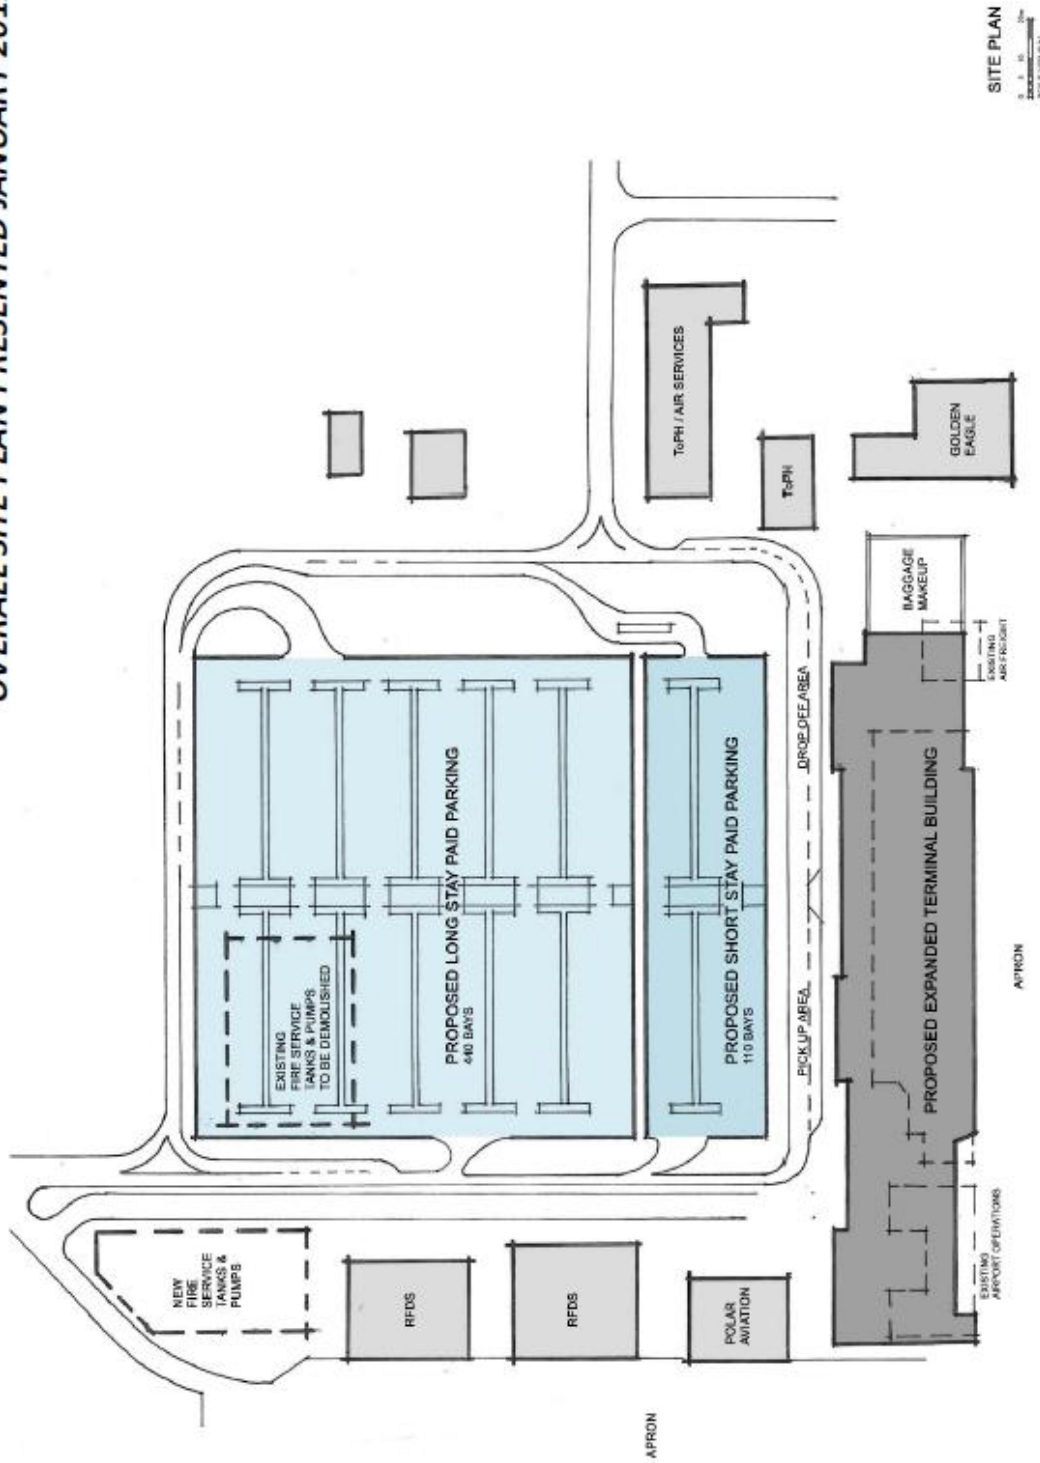 OVERALL SITE PLAN PRESENTED JANUARY 201
NEW
FIRE
SERVICE
TANKS &
PUMPS
EXISTING
FIRE SERVICE
TANKS & PUMPS
TO BE DEMOLISHED
RFDS
PROPOSED LONG STAY PAID PARKING
440 BAYS
RFDS
APRON
POLAR
AVIATION
PROPOSED SHORT STAY PAID PARKING
110 BAYS
ToPH / AIR SERVICES
PICK UP AREA
DROP OFF AREA
ToPH
BAGGAGE
MAKEUP
PROPOSED EXPANDED TERMINAL BUILDING
GOLDEN
EAGLE
EXISTING
AIRPORT OPERATIONS
EXISTING
AIR FREIGHT
APRON
SITE PLAN